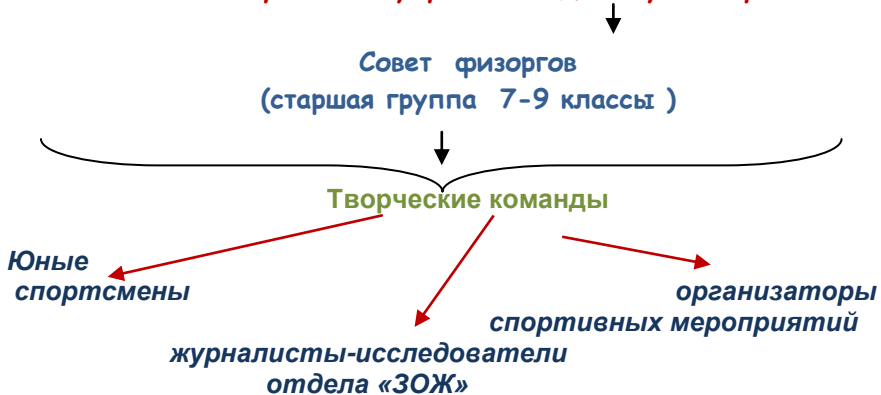 Совет физоргов
(старшая группа 7-9 классы )
Творческие команды
Юные
спортсмены
организаторы
спортивных мероприятий
журналисты-исследователи
отдела «ЗОЖ»